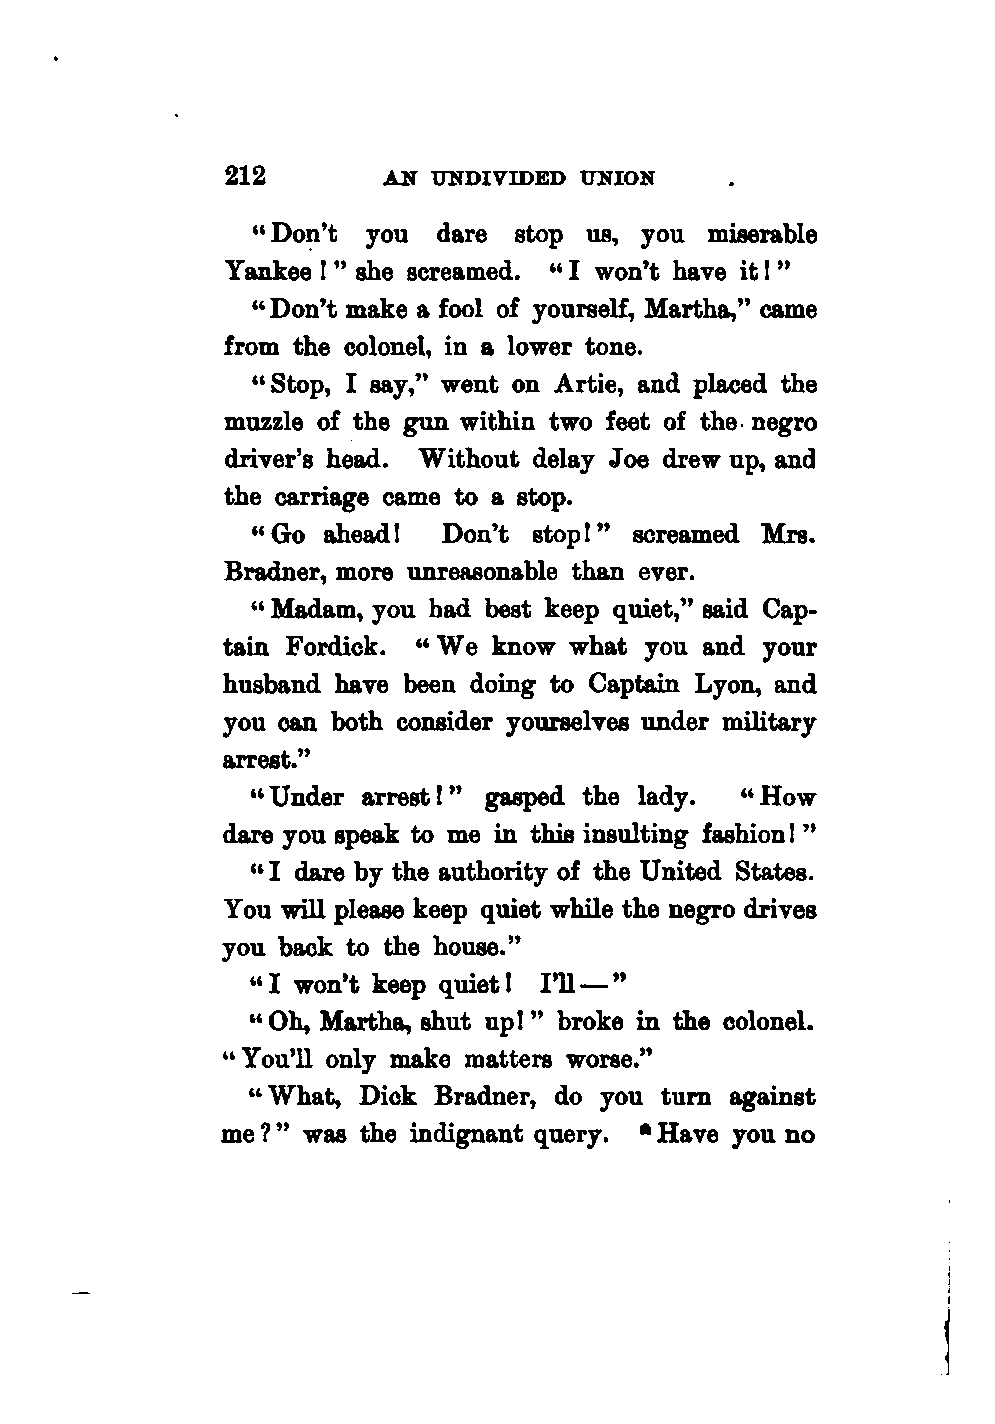 212 AN UNDIVIDED UNION
“Don’t you dare stop us, you miserable
Yankee!” she screamed. “I won’t have it!”
“Don’t make a fool of yourself, Martha,” came
from the colonel, in a lower tone.
“Stop, I say,” went on Artie, and placed the
muzzle of the gun within two feet of the negro
driver’s head. Without delay Joe drew up, and
the carriage came to a stop.
“Go ahead! Don’t stop!” screamed Mrs.
Bradner, more unreasonable than ever.
“Madam, you had best keep quiet,” said Cap-
tain Fordick. “We know what you and your
husband have been doing to Captain Lyon, and
you can both consider yourselves under military
arrest.”
“Under arrest!” gasped the lady. “How
dare you speak to me in this insulting fashion!”
“I dare by the authority of the United States.
You will please keep quiet while the negro drives
you back to the house.”
“I won’t keep quiet! I’ll—”
“Oh, Martha, shut up!” broke in the colonel.
“You’ll only make matters worse.”
“What, Dick Bradner, do you turn against
me?” was the indignant query. “Have you no